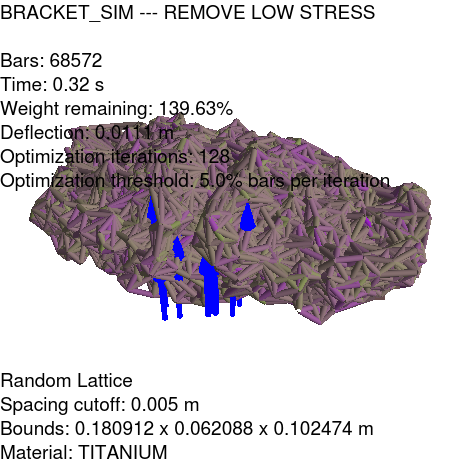 BRACKET_SIM --- REMOVE LOW STRESS
Bars: 68572
Time: 0.32 s
Weight remaining: 139.63%
Deflection: 0.0111 m
Optimization iterations: 128
Optimization threshold: 5.0% bars per iteration
Random Lattice
Spacing cutoff: 0.005 m
Bounds: 0.180912 x 0.062088 x 0.102474 m
Material: TITANIUM